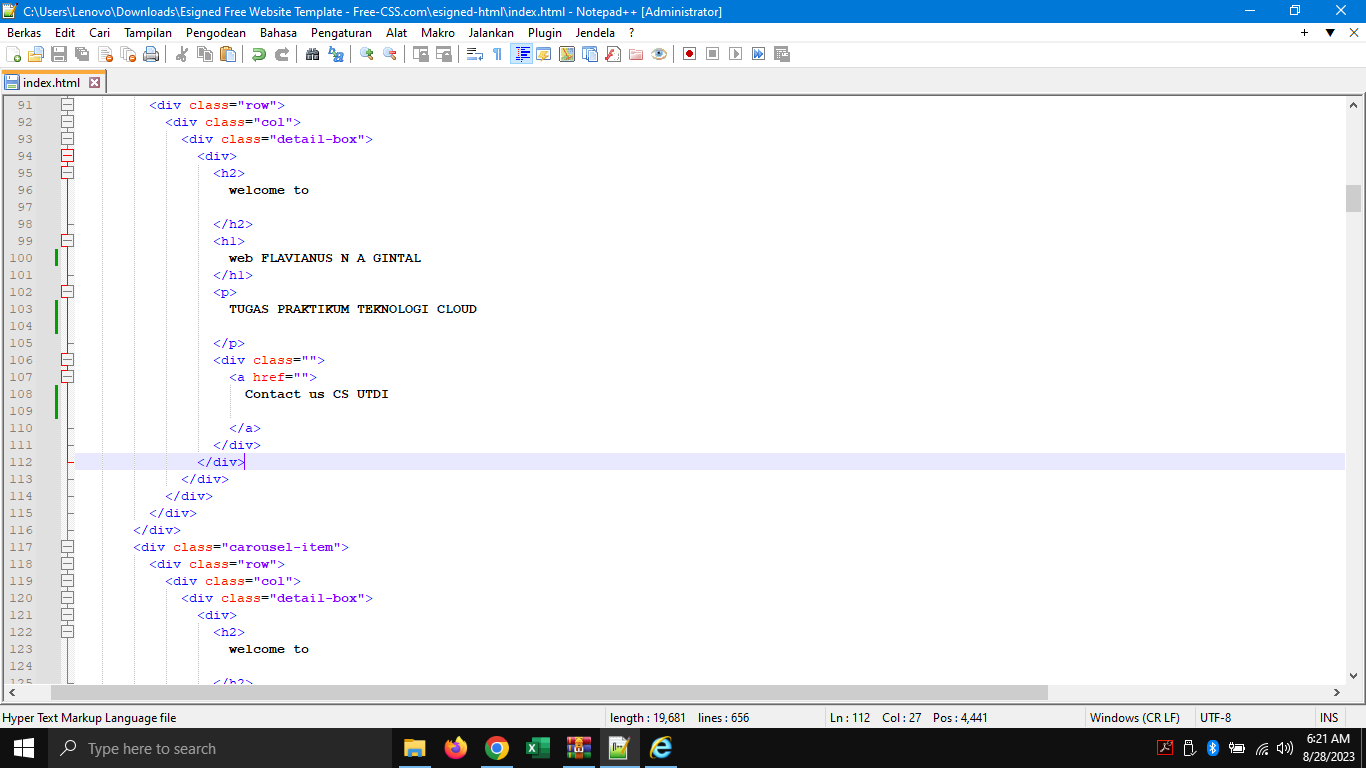 C:\Users\Lenovo\Downloads\Esigned Free Website Template - Free-CSS.com\esigned-html\index.html - Notepad++ [Administrator]
Berkas Edit Cari Tampilan Pengodean Bahasa Pengaturan Alat Makro Jalankan Plugin Jendela ? + ▼ X
index.html
91 <div class="row">
92 <div class="col">
93 <div class="detail-box">
94 <div>
95 <h2>
96 welcome to
97
98 </h2>
99 <h1>
100 web FLAVIANUS N A GINTAL
101 </h1>
102 <p>
103 TUGAS PRAKTIKUM TEKNOLOGI CLOUD
104
105 </p>
106 <div class="">
107 <a href="">
108 Contact us CS UTDI
109
110 </a>
111 </div>
112 </div>
113 </div>
114 </div>
115 </div>
116 </div>
117 <div class="carousel-item">
118 <div class="row">
119 <div class="col">
120 <div class="detail-box">
121 <div>
122 <h2>
123 welcome to
124
125 </h2>
Hyper Text Markup Language file length : 19,681 lines : 656 Ln : 112 Col : 27 Pos : 4,441 Windows (CR LF) UTF-8 INS
Type here to search
6:21 AM
8/28/2023